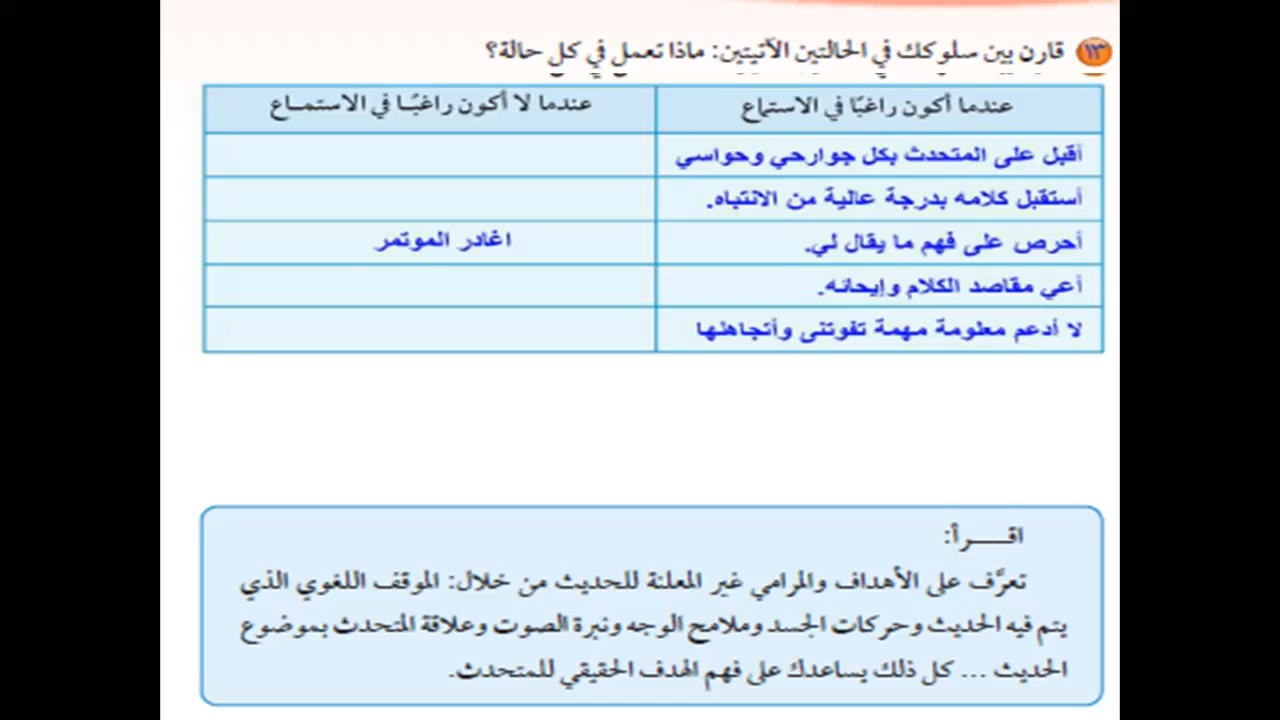 ١٣ قارن بين سلوكك في الحالتين الآتيتين: ماذا تعمل في كل حالة؟
عندما أكون راغبًا في الاستماع
عندما لا أكون راغبًا في الاستماع
أقبل على المتحدث بكل جوارحي وحواسي
أستقبل كلامه بدرجة عالية من الانتباه.
أحرص على فهم ما يقال لي.
اغادر الموتمر
أعي مقاصد الكلام وإيحانه.
لا أدعم معلومة مهمة تفوتنى وأتجاهلها
اقـــرأ:
تعرَّف على الأهداف والمرامي غير المعلنة للحديث من خلال: الموقف اللغوي الذي
يتم فيه الحديث وحركات الجسد وملامح الوجه ونبرة الصوت وعلاقة المتحدث بموضوع
الحديث ... كل ذلك يساعدك على فهم الهدف الحقيقي للمتحدث.